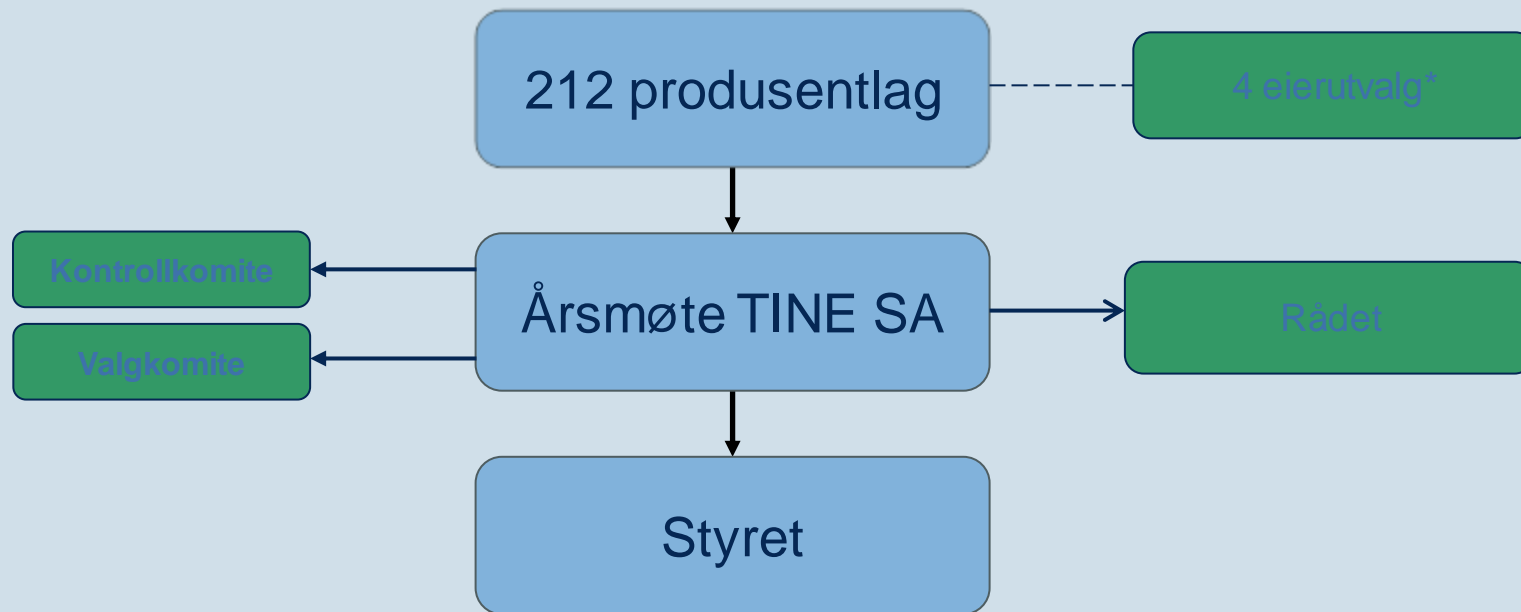 212 produsentlag
4 eierutvalg*
Kontrollkomite
Årsmøte TINE SA
Rådet
Valgkomite
Styret